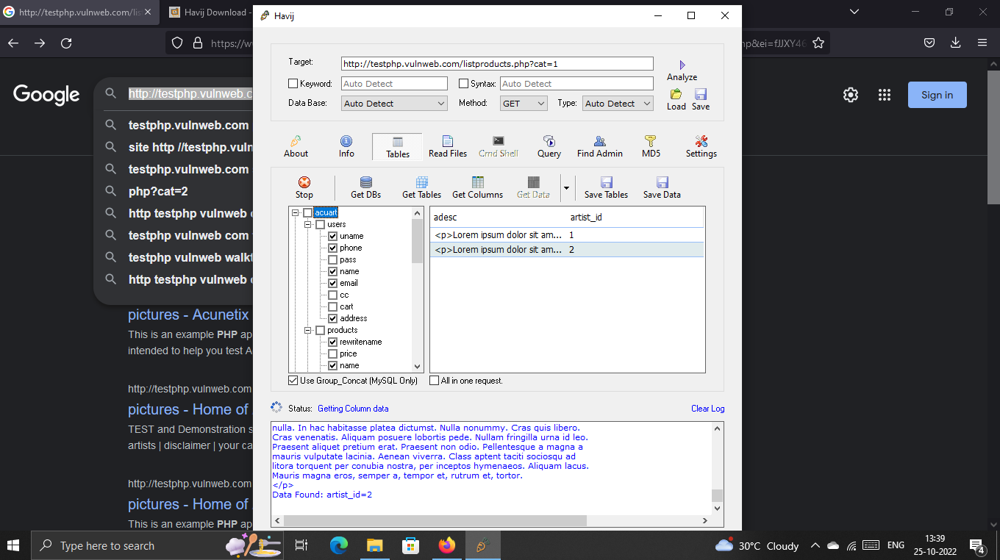 http://testphp.vulnweb.com/lis
Havij Download -
https://w
hp&ei=fJJXY46
Google
http://testphp.vulnweb.c
testphp.vulnweb.com
site http //testphp.vuln
testphp.vulnweb.com
php?cat=2
http testphp vulnweb
testphp vulnweb com
testphp vulnweb walk
http testphp vulnweb
Sign in
pictures - Acunetix
This is an example PHP ap
intended to help you test A
http://testphp.vulnweb.com
pictures - Home of
TEST and Demonstration s
artists | disclaimer | your ca
http://testphp.vulnweb.com
pictures - Home of
This is an example PHP ap
Havij
Target: http://testphp.vulnweb.com/listproducts.php?cat=1
Analyze
Keyword: Auto Detect Syntax: Auto Detect
Data Base: Auto Detect Method: GET Type: Auto Detect
Load Save
About Info Tables Read Files Cmd Shell Query Find Admin MD5 Settings
Stop Get DBs Get Tables Get Columns Get Data Save Tables Save Data
acuart
users
uname
phone
pass
name
email
cc
cart
address
products
rewritename
price
name
adesc artist_id
<p>Lorem ipsum dolor sit am... 1
<p>Lorem ipsum dolor sit am... 2
Use Group_Concat (MySQL Only) All in one request.
Status: Getting Column data Clear Log
nulla. In hac habitasse platea dictumst. Nulla nonummy. Cras quis libero.
Cras venenatis. Aliquam posuere lobortis pede. Nullam fringilla urna id leo.
Praesent aliquet pretium erat. Praesent non odio. Pellentesque a magna a
mauris vulputate lacinia. Aenean viverra. Class aptent taciti sociosqu ad
litora torquent per conubia nostra, per inceptos hymenaeos. Aliquam lacus.
Mauris magna eros, semper a, tempor et, rutrum et, tortor.
</p>
Data Found: artist_id=2
Type here to search
30°C Cloudy
ENG
13:39
25-10-2022
4